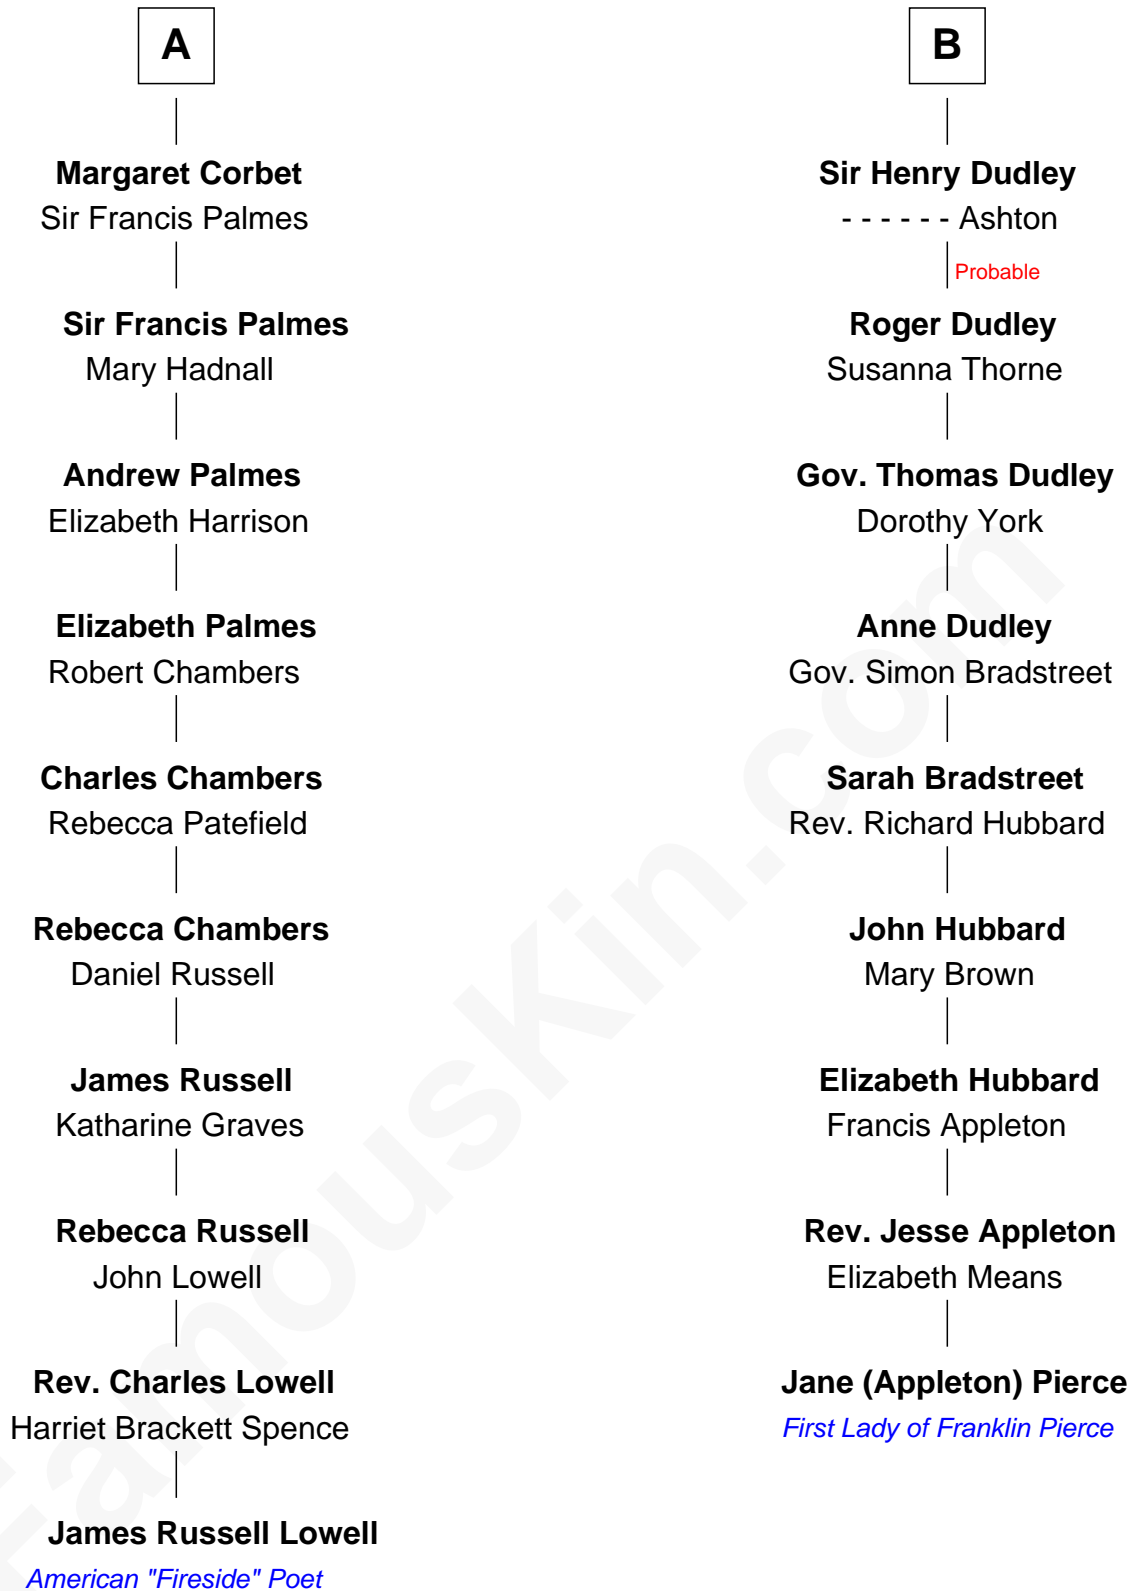 A
Margaret Corbet
Sir Francis Palmes
Sir Francis Palmes
Mary Hadnall
Andrew Palmes
Elizabeth Harrison
Elizabeth Palmes
Robert Chambers
Charles Chambers
Rebecca Patefield
Rebecca Chambers
Daniel Russell
James Russell
Katharine Graves
Rebecca Russell
John Lowell
Rev. Charles Lowell
Harriet Brackett Spence
James Russell Lowell
American "Fireside" Poet
B
Sir Henry Dudley
- - - - - - Ashton
Probable
Roger Dudley
Susanna Thorne
Gov. Thomas Dudley
Dorothy York
Anne Dudley
Gov. Simon Bradstreet
Sarah Bradstreet
Rev. Richard Hubbard
John Hubbard
Mary Brown
Elizabeth Hubbard
Francis Appleton
Rev. Jesse Appleton
Elizabeth Means
Jane (Appleton) Pierce
First Lady of Franklin Pierce
FamousKin.com